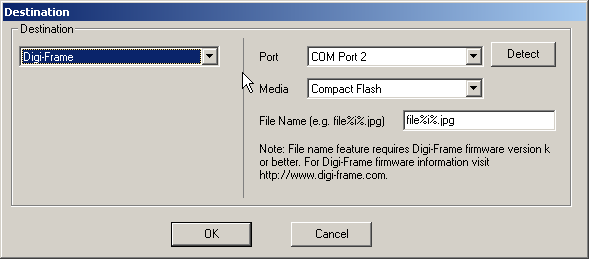 Destination
Destination
Digi-Frame
Port
COM Port 2
Detect
Media
Compact Flash
File Name (e.g. file%i%.jpg)
file%i%.jpg
Note: File name feature requires Digi-Frame firmware version k
or better. For Digi-Frame firmware information visit
http://www.digi-frame.com.
OK
Cancel